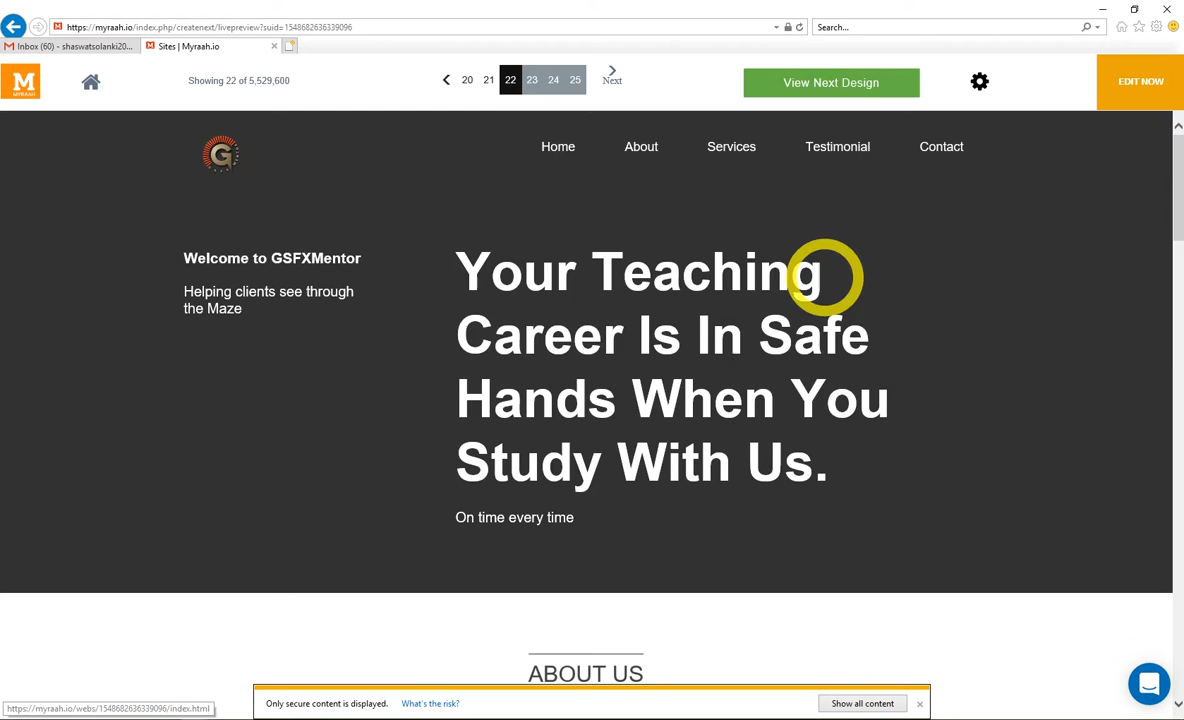 https://myraah.io/index.php/createnext/livepreview?suid=1548682636339096
Search...
Inbox (60) - shaswatsolanki20...
Sites | Myraah.io
M
MYRAAH
Showing 22 of 5,529,600
20 21 22 23 24 25 Next
View Next Design
EDIT NOW
G
Home About Services Testimonial Contact
Welcome to GSFXMentor
Helping clients see through
the Maze
Your Teaching
Career Is In Safe
Hands When You
Study With Us.
On time every time
ABOUT US
Only secure content is displayed. What's the risk? Show all content
https://myraah.io/webs/1548682636339096/index.html